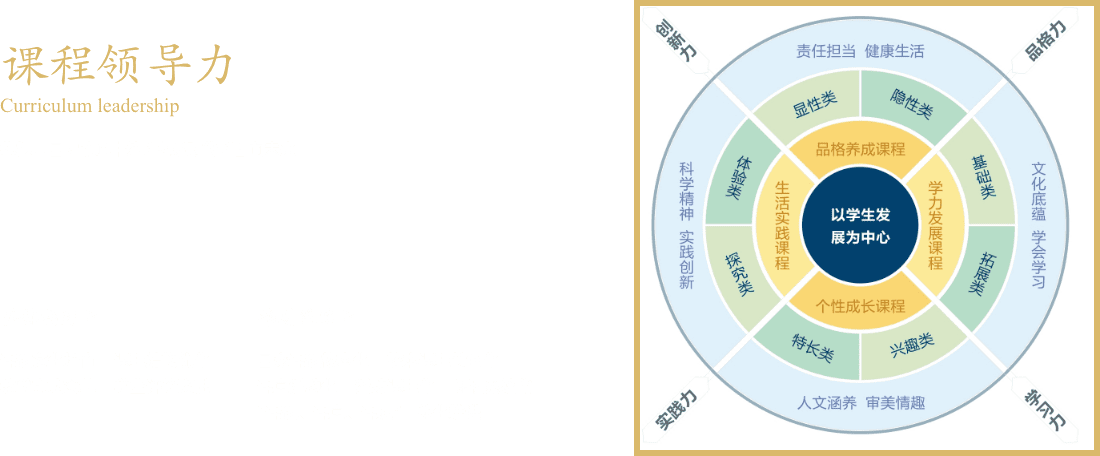 课程领导力
Curriculum leadership
创新力
品格力
责任担当 健康生活
显性类
隐性类
品格养成课程
体验类
基础类
科学精神 实践创新
生活实践课程
以学生发
展为中心
学力发展课程
文化底蕴 学会学习
探究类
拓展类
个性成长课程
特长类
兴趣类
人文涵养 审美情趣
实践力
学习力